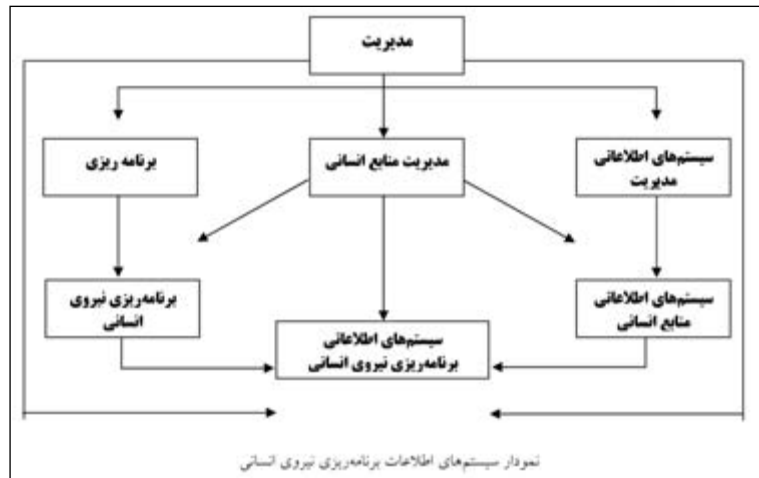 مدیریت
سیستم‌های اطلاعاتی
مدیریت
مدیریت منابع انسانی
برنامه ریزی
سیستم‌های اطلاعاتی
منابع انسانی
برنامه‌ریزی نیروی
انسانی
سیستم‌های اطلاعاتی
برنامه‌ریزی نیروی انسانی
نمودار سیستم‌های اطلاعات برنامه‌ریزی نیروی انسانی